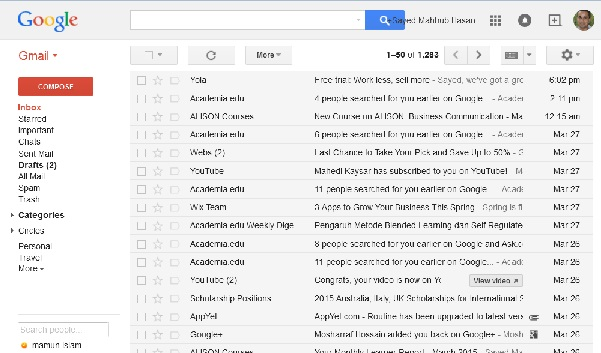 Google
+Sayed Mahbub Hasan
Gmail
More
1–50 of 1,283
COMPOSE
Inbox
Starred
Important
Chats
Sent Mail
Drafts (2)
All Mail
Spam
Trash
Categories
Circles
Personal
Travel
More
Search people...
mamun islam
Yola Free trial: Work less, sell more - Sayed, we've got a gre 6:02 pm
Academia.edu 4 people searched for you earlier on Google - Acader 2:11 pm
ALISON Courses New Course on ALISON: Business Communication - Ma 12:15 am
Academia.edu 6 people searched for you earlier on Google - Acader Mar 27
Webs (2) Last Chance to Take Your Pick and Save Up to 50% - S Mar 27
YouTube Mahedi Kaysar has subscribed to you on YouTube! - M Mar 27
Academia.edu 11 people searched for you earlier on Google - Acad Mar 27
Wix Team 3 Apps to Grow Your Business This Spring - Spring is fi Mar 27
Academia.edu Weekly Dige Pengaruh Metode Blended Learning dan Self Regulate Mar 27
Academia.edu 8 people searched for you earlier on Google and Ask.c Mar 26
Academia.edu 11 people searched for you earlier on Google... - Acad Mar 26
YouTube (2) Congrats, your video is now on Yo View video Mar 26
Scholarship Positions 2015 Australia, Italy, UK Scholarships for International S Mar 26
AppYet AppYet.com - Routine has been updated to latest vers Mar 26
Google+ Mosharraf Hossain added you back on Google+ - Mosh Mar 26
ALISON Courses Your Monthly Learner Report - March 2015 - Sayed Ma Mar 26